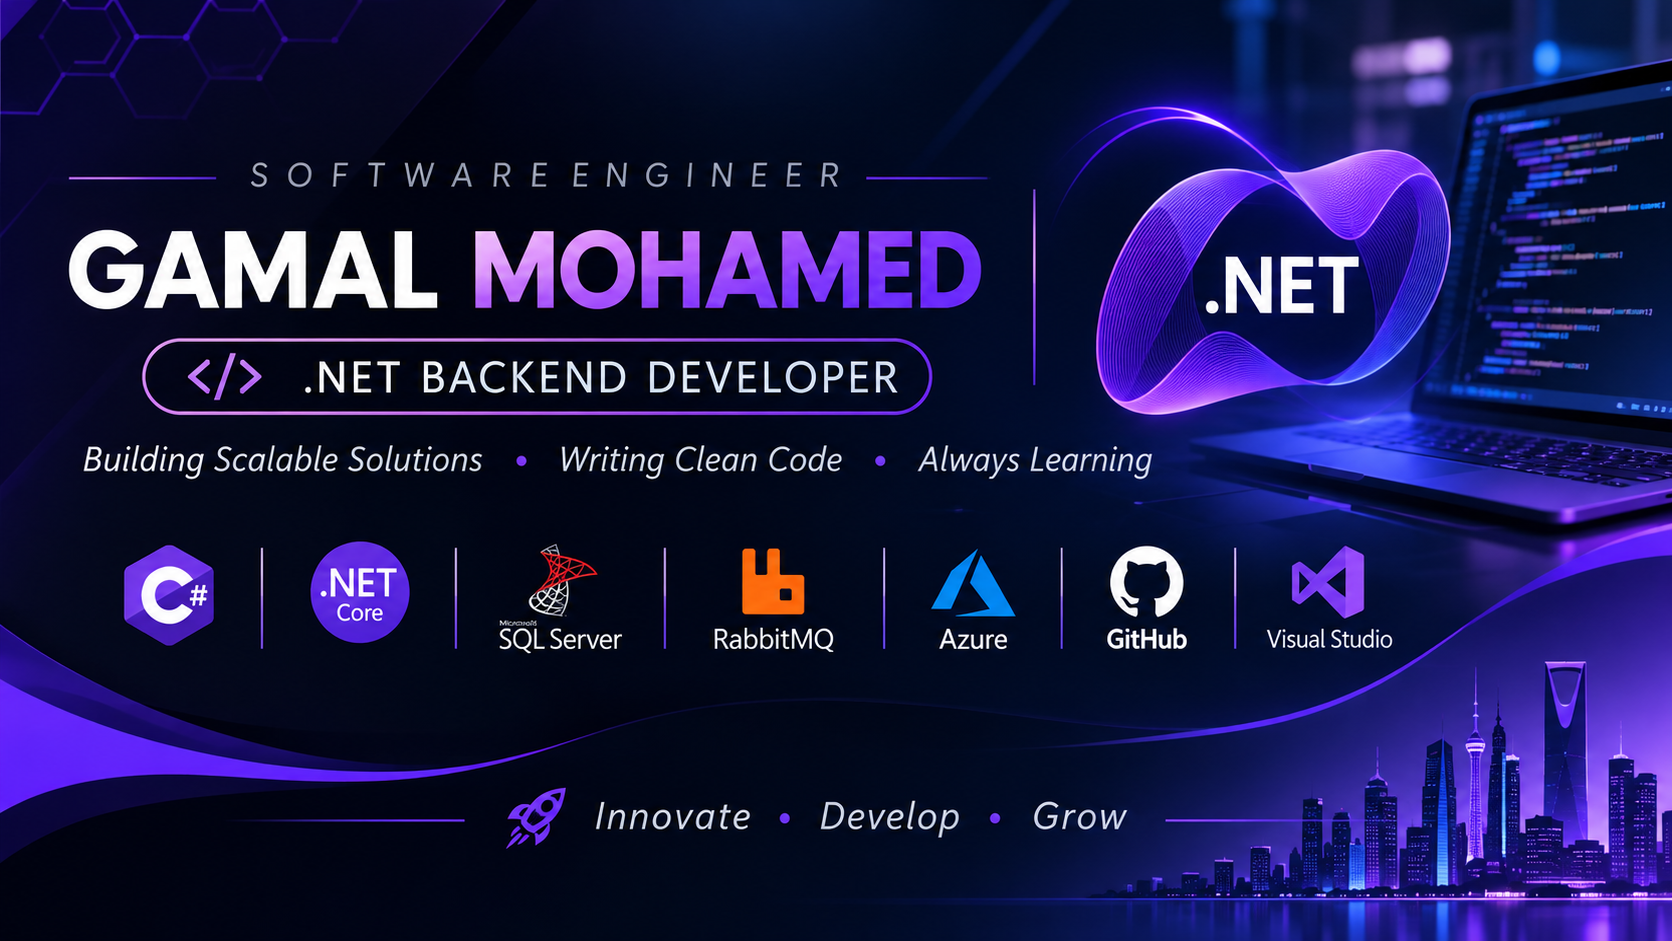 SOFTWARE ENGINEER
GAMAL MOHAMED
</> .NET BACKEND DEVELOPER
.NET
Building Scalable Solutions • Writing Clean Code • Always Learning
C#
.NET
Core
Microsoft
SQL Server
RabbitMQ
Azure
GitHub
Visual Studio
Innovate • Develop • Grow